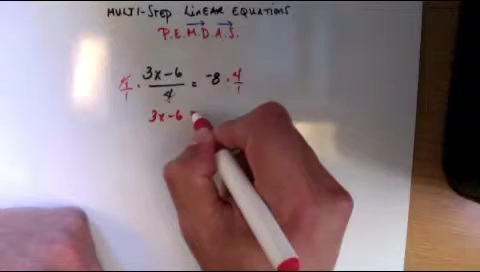 MULTI-STEP LINEAR EQUATIONS
P.E.M.D.A.S.
4/1 · (3x-6)/4 = -8 · 4/1
3x-6 =